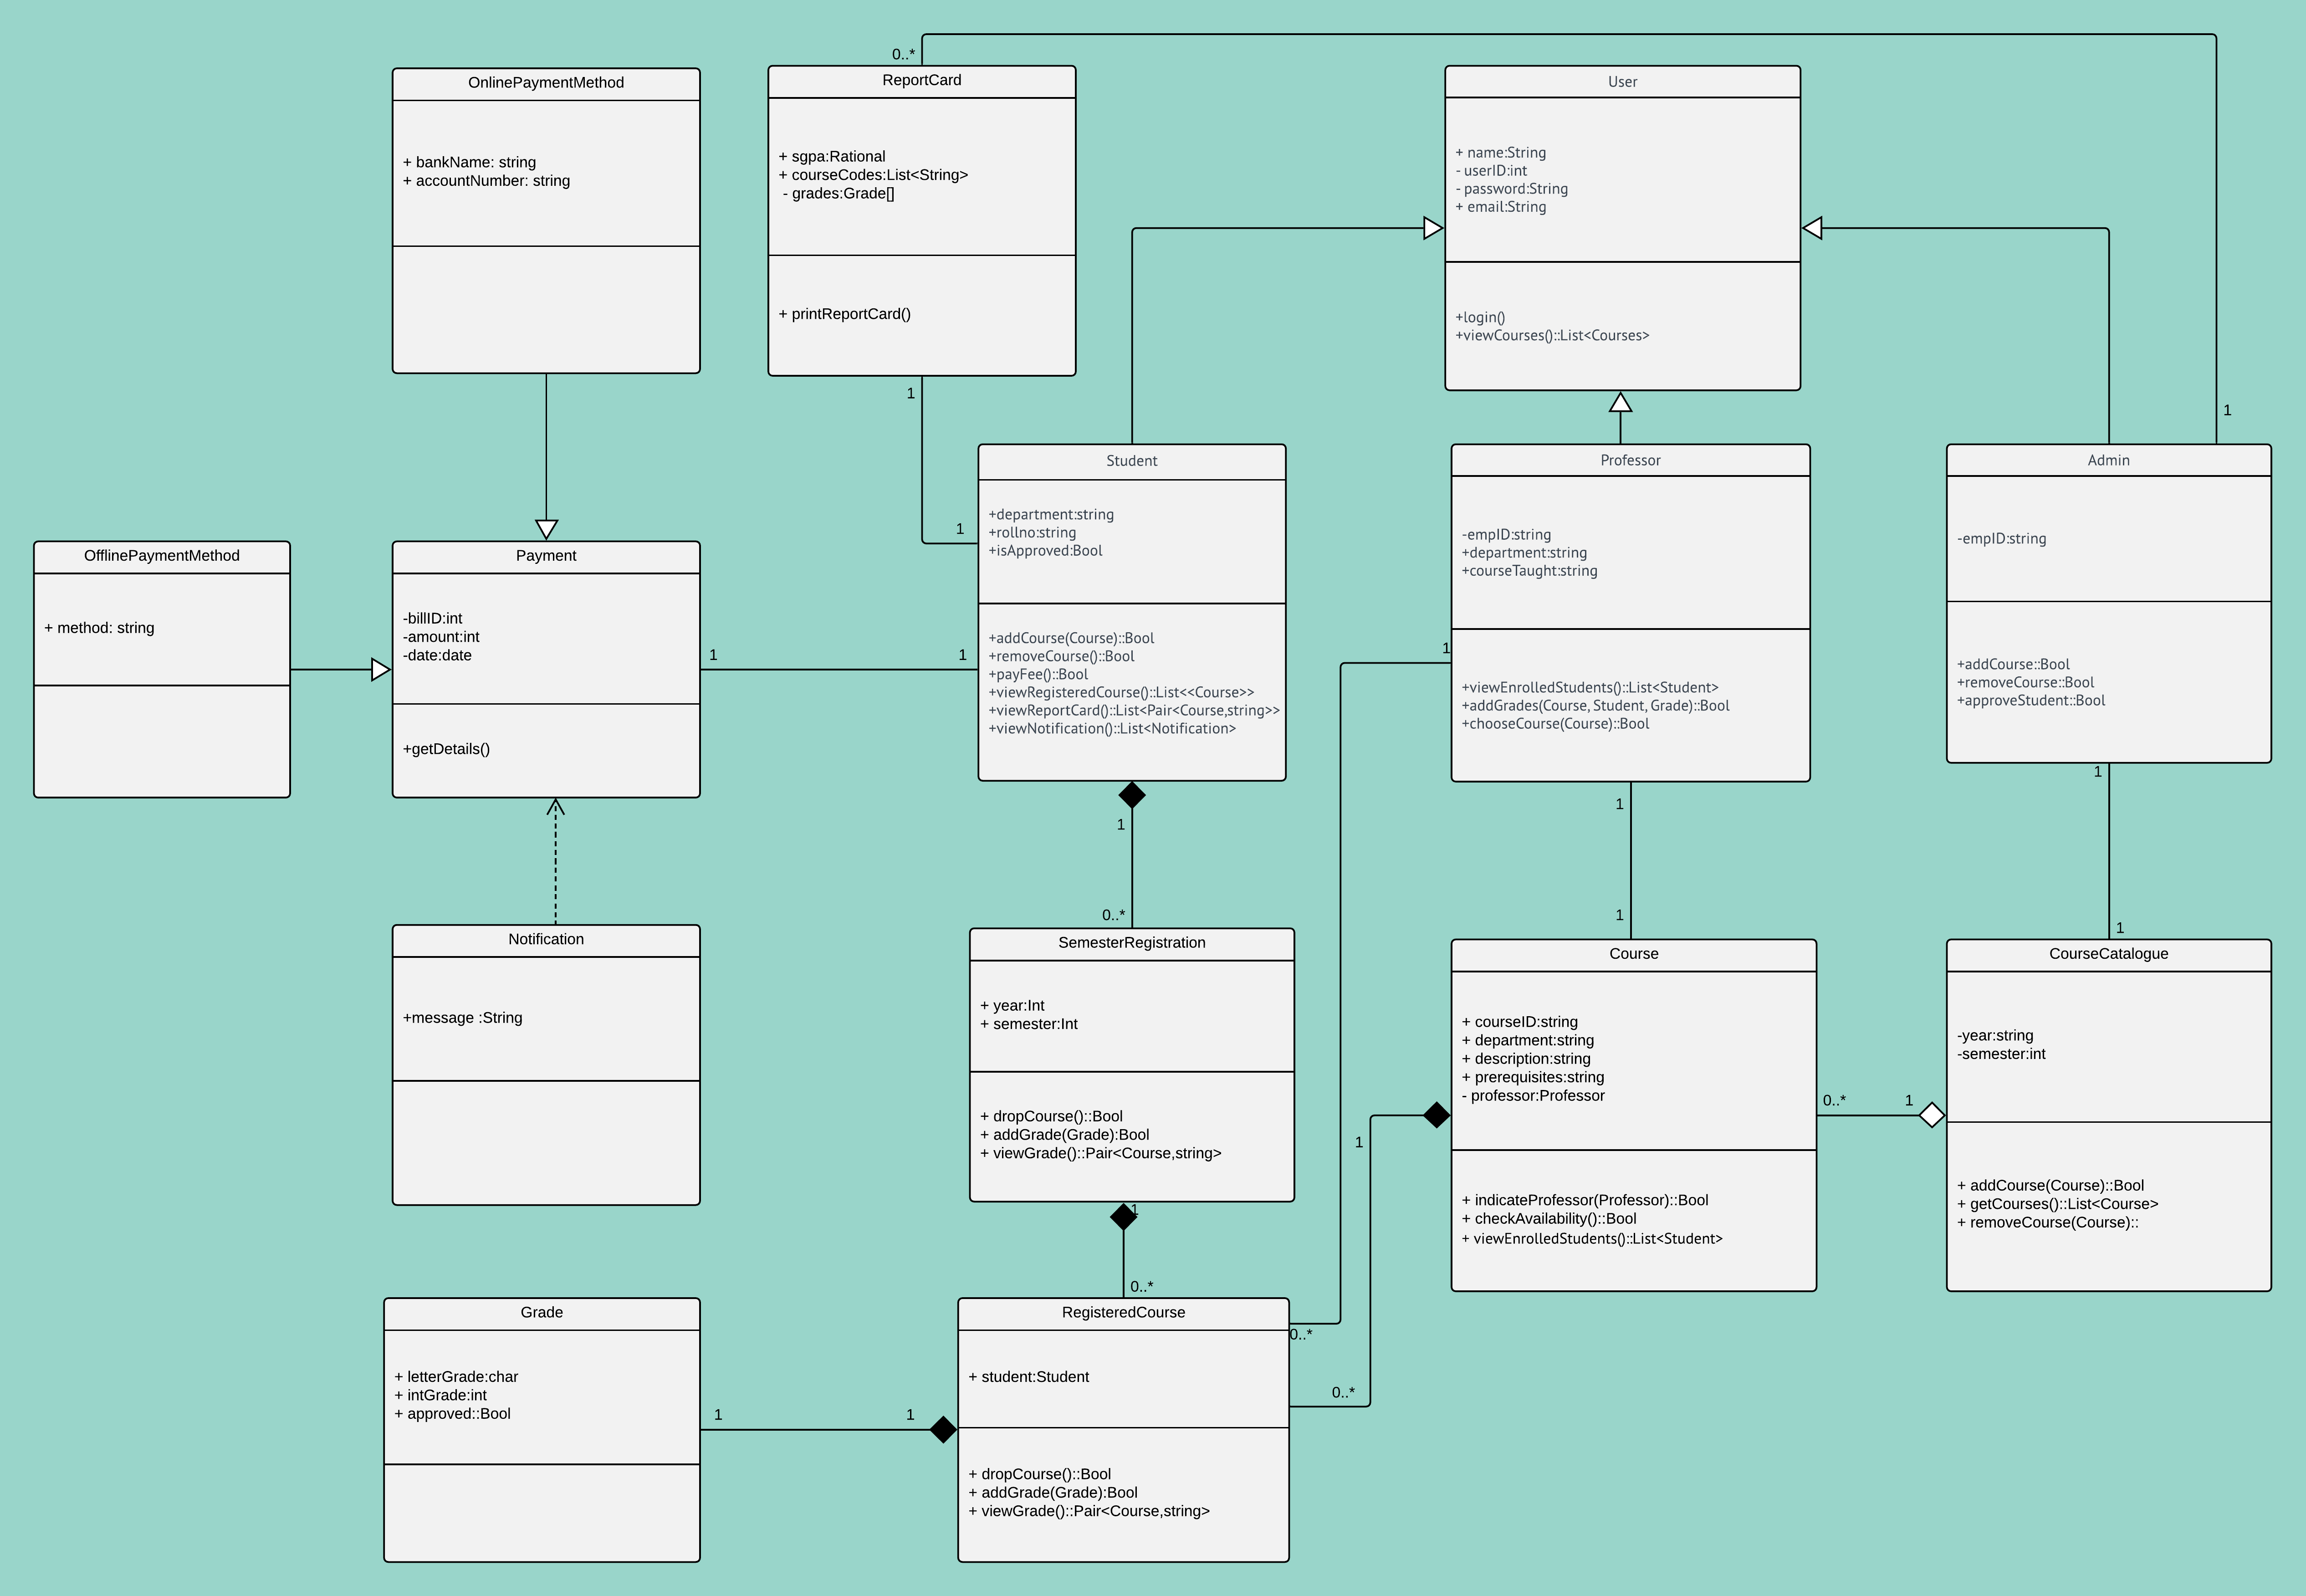 0..*
OnlinePaymentMethod
+ bankName: string
+ accountNumber: string
ReportCard
+ sgpa:Rational
+ courseCodes:List<String>
- grades:Grade[]
+ printReportCard()
1
User
+ name:String
- userID:int
- password:String
+ email:String
+login()
+viewCourses()::List<Courses>
1
OfflinePaymentMethod
+ method: string
Payment
-billID:int
-amount:int
-date:date
+getDetails()
1
1
1
Student
+department:string
+rollno:string
+isApproved:Bool
+addCourse(Course)::Bool
+removeCourse()::Bool
+payFee()::Bool
+viewRegisteredCourse()::List<<Course>>
+viewReportCard()::List<Pair<Course,string>>
+viewNotification()::List<Notification>
1
Professor
-empID:string
+department:string
+courseTaught:string
1
+viewEnrolledStudents()::List<Student>
+addGrades(Course, Student, Grade)::Bool
+chooseCourse(Course)::Bool
1
Admin
-empID:string
+addCourse::Bool
+removeCourse::Bool
+approveStudent::Bool
1
Notification
+message :String
0..*
SemesterRegistration
+ year:Int
+ semester:Int
+ dropCourse()::Bool
+ addGrade(Grade):Bool
+ viewGrade()::Pair<Course,string>
1
0..*
1
Course
+ courseID:string
+ department:string
+ description:string
+ prerequisites:string
- professor:Professor
+ indicateProfessor(Professor)::Bool
+ checkAvailability()::Bool
+ viewEnrolledStudents()::List<Student>
1
0..*
1
1
CourseCatalogue
-year:string
-semester:int
+ addCourse(Course)::Bool
+ getCourses()::List<Course>
+ removeCourse(Course)::
Grade
+ letterGrade:char
+ intGrade:int
+ approved::Bool
1
1
RegisteredCourse
+ student:Student
+ dropCourse()::Bool
+ addGrade(Grade):Bool
+ viewGrade()::Pair<Course,string>
0..*
0..*